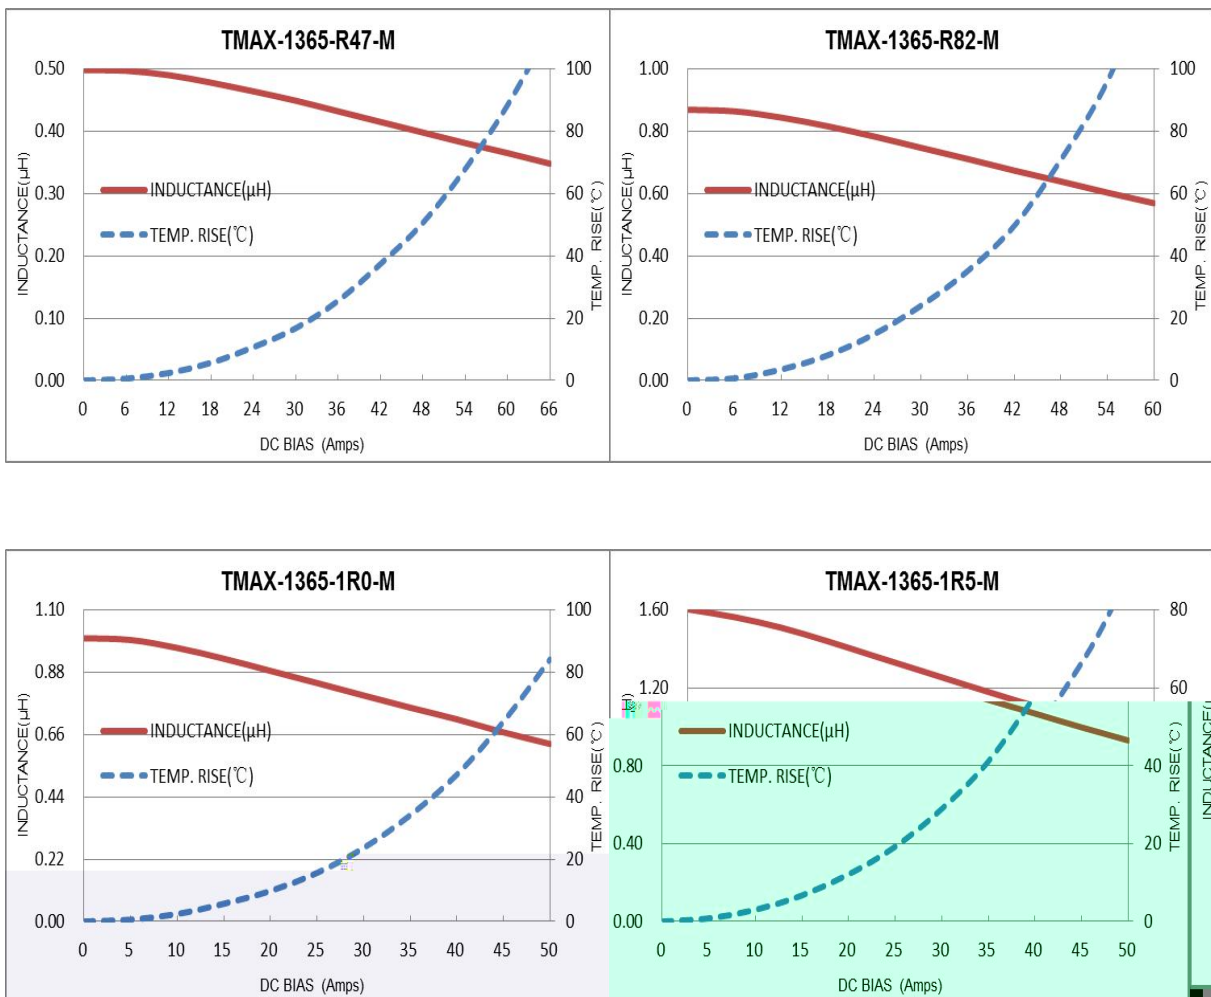 TMAX-1365-R47-M
0.50
0.40
0.30
0.20
0.10
0.00
INDUCTANCE(μH)
INDUCTANCE(μH)
TEMP. RISE(℃)
100
80
60
40
20
0
TEMP. RISE(℃)
0 6 12 18 24 30 36 42 48 54 60 66
DC BIAS (Amps)
TMAX-1365-R82-M
1.00
0.80
0.60
0.40
0.20
0.00
INDUCTANCE(μH)
INDUCTANCE(μH)
TEMP. RISE(℃)
100
80
60
40
20
0
TEMP. RISE(℃)
0 6 12 18 24 30 36 42 48 54 60
DC BIAS (Amps)
TMAX-1365-1R0-M
1.10
0.88
0.66
0.44
0.22
0.00
INDUCTANCE(μH)
INDUCTANCE(μH)
TEMP. RISE(℃)
100
80
60
40
20
0
TEMP. RISE(℃)
0 5 10 15 20 25 30 35 40 45 50
DC BIAS (Amps)
TMAX-1365-1R5-M
1.60
1.20
0.80
0.40
0.00
INDUCTANCE(μH)
TEMP. RISE(℃)
80
60
40
20
0
TEMP. RISE(℃)
0 5 10 15 20 25 30 35 40 45 50
DC BIAS (Amps)
INDUCTANCE(